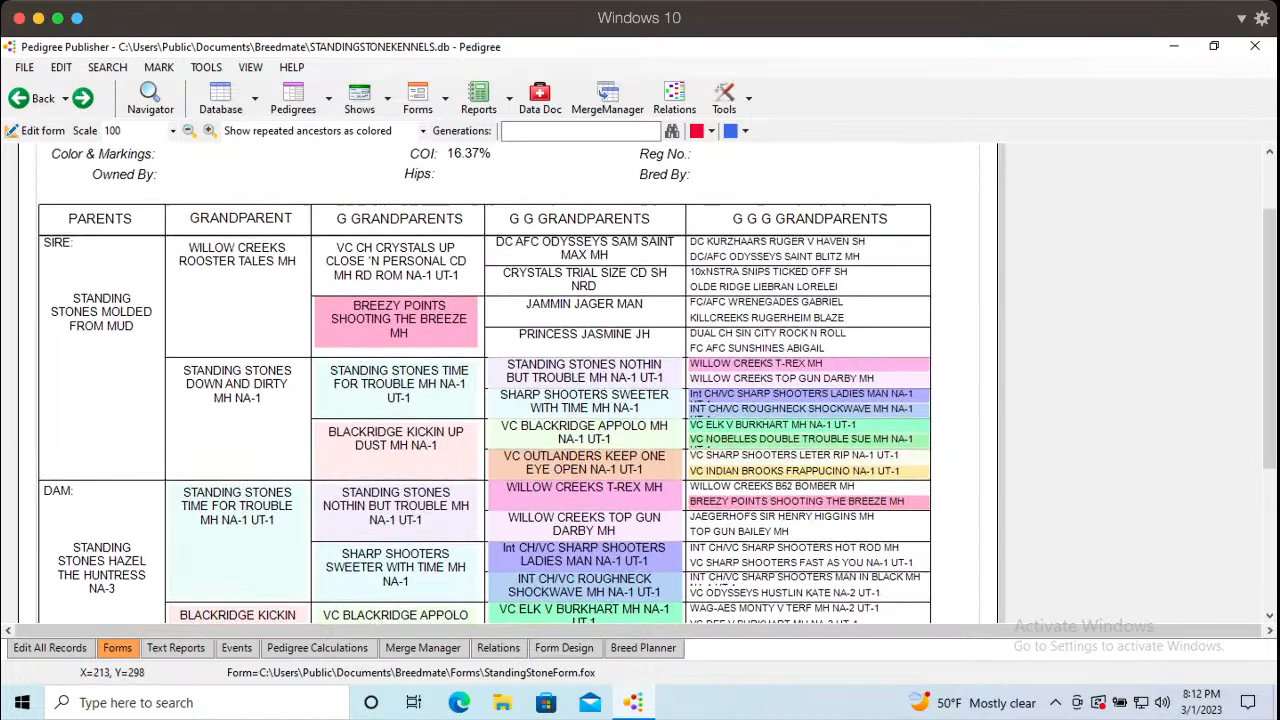 Windows 10
Pedigree Publisher - C:\Users\Public\Documents\Breedmate\STANDINGSTONEKENNELS.db - Pedigree
FILE EDIT SEARCH MARK TOOLS VIEW HELP
Back Navigator Database Pedigrees Shows Forms Reports Data Doc MergeManager Relations Tools
Edit form Scale 100 Show repeated ancestors as colored Generations:
Color & Markings: COI: 16.37% Reg No.:
Owned By: Hips: Bred By:
PARENTS GRANDPARENT G GRANDPARENTS G G GRANDPARENTS G G G GRANDPARENTS
SIRE:
STANDING
STONES MOLDED
FROM MUD
WILLOW CREEKS
ROOSTER TALES MH
VC CH CRYSTALS UP
CLOSE 'N PERSONAL CD
MH RD ROM NA-1 UT-1
DC AFC ODYSSEYS SAM SAINT
MAX MH
DC KURZHAARS RUGER V HAVEN SH
DC/AFC ODYSSEYS SAINT BLITZ MH
CRYSTALS TRIAL SIZE CD SH
NRD
10xNSTRA SNIPS TICKED OFF SH
OLDE RIDGE LIEBRAN LORELEI
BREEZY POINTS
SHOOTING THE BREEZE
MH
JAMMIN JAGER MAN
FC/AFC WRENEGADES GABRIEL
KILLCREEKS RUGERHEIM BLAZE
PRINCESS JASMINE JH
DUAL CH SIN CITY ROCK N ROLL
FC AFC SUNSHINES ABIGAIL
STANDING STONES
DOWN AND DIRTY
MH NA-1
STANDING STONES TIME
FOR TROUBLE MH NA-1
UT-1
STANDING STONES NOTHIN
BUT TROUBLE MH NA-1 UT-1
WILLOW CREEKS T-REX MH
WILLOW CREEKS TOP GUN DARBY MH
SHARP SHOOTERS SWEETER
WITH TIME MH NA-1
Int CH/VC SHARP SHOOTERS LADIES MAN NA-1
INT CH/VC ROUGHNECK SHOCKWAVE MH NA-1
BLACKRIDGE KICKIN UP
DUST MH NA-1
VC BLACKRIDGE APPOLO MH
NA-1 UT-1
VC ELK V BURKHART MH NA-1 UT-1
VC NOBELLES DOUBLE TROUBLE SUE MH NA-1
VC OUTLANDERS KEEP ONE
EYE OPEN NA-1 UT-1
VC SHARP SHOOTERS LETER RIP NA-1 UT-1
VC INDIAN BROOKS FRAPPUCINO NA-1 UT-1
DAM:
STANDING
STONES HAZEL
THE HUNTRESS
NA-3
STANDING STONES
TIME FOR TROUBLE
MH NA-1 UT-1
STANDING STONES
NOTHIN BUT TROUBLE MH
NA-1 UT-1
WILLOW CREEKS T-REX MH
WILLOW CREEKS B52 BOMBER MH
BREEZY POINTS SHOOTING THE BREEZE MH
WILLOW CREEKS TOP GUN
DARBY MH
JAEGERHOFS SIR HENRY HIGGINS MH
TOP GUN BAILEY MH
SHARP SHOOTERS
SWEETER WITH TIME MH
NA-1
Int CH/VC SHARP SHOOTERS
LADIES MAN NA-1 UT-1
INT CH/VC SHARP SHOOTERS HOT ROD MH
VC SHARP SHOOTERS FAST AS YOU NA-1 UT-1
INT CH/VC ROUGHNECK
SHOCKWAVE MH NA-1 UT-1
INT CH/VC SHARP SHOOTERS MAN IN BLACK MH
VC ODYSSEYS HUSTLIN KATE NA-2 UT-1
BLACKRIDGE KICKIN
VC BLACKRIDGE APPOLO
VC ELK V BURKHART MH NA-1
UT-1
WAG-AES MONTY V TERF MH NA-2 UT-1
Activate Windows
Go to Settings to activate Windows.
Edit All Records Forms Text Reports Events Pedigree Calculations Merge Manager Relations Form Design Breed Planner
X=213, Y=298 Form=C:\Users\Public\Documents\Breedmate\Forms\StandingStoneForm.fox
Type here to search 50°F Mostly clear 8:12 PM
3/1/2023